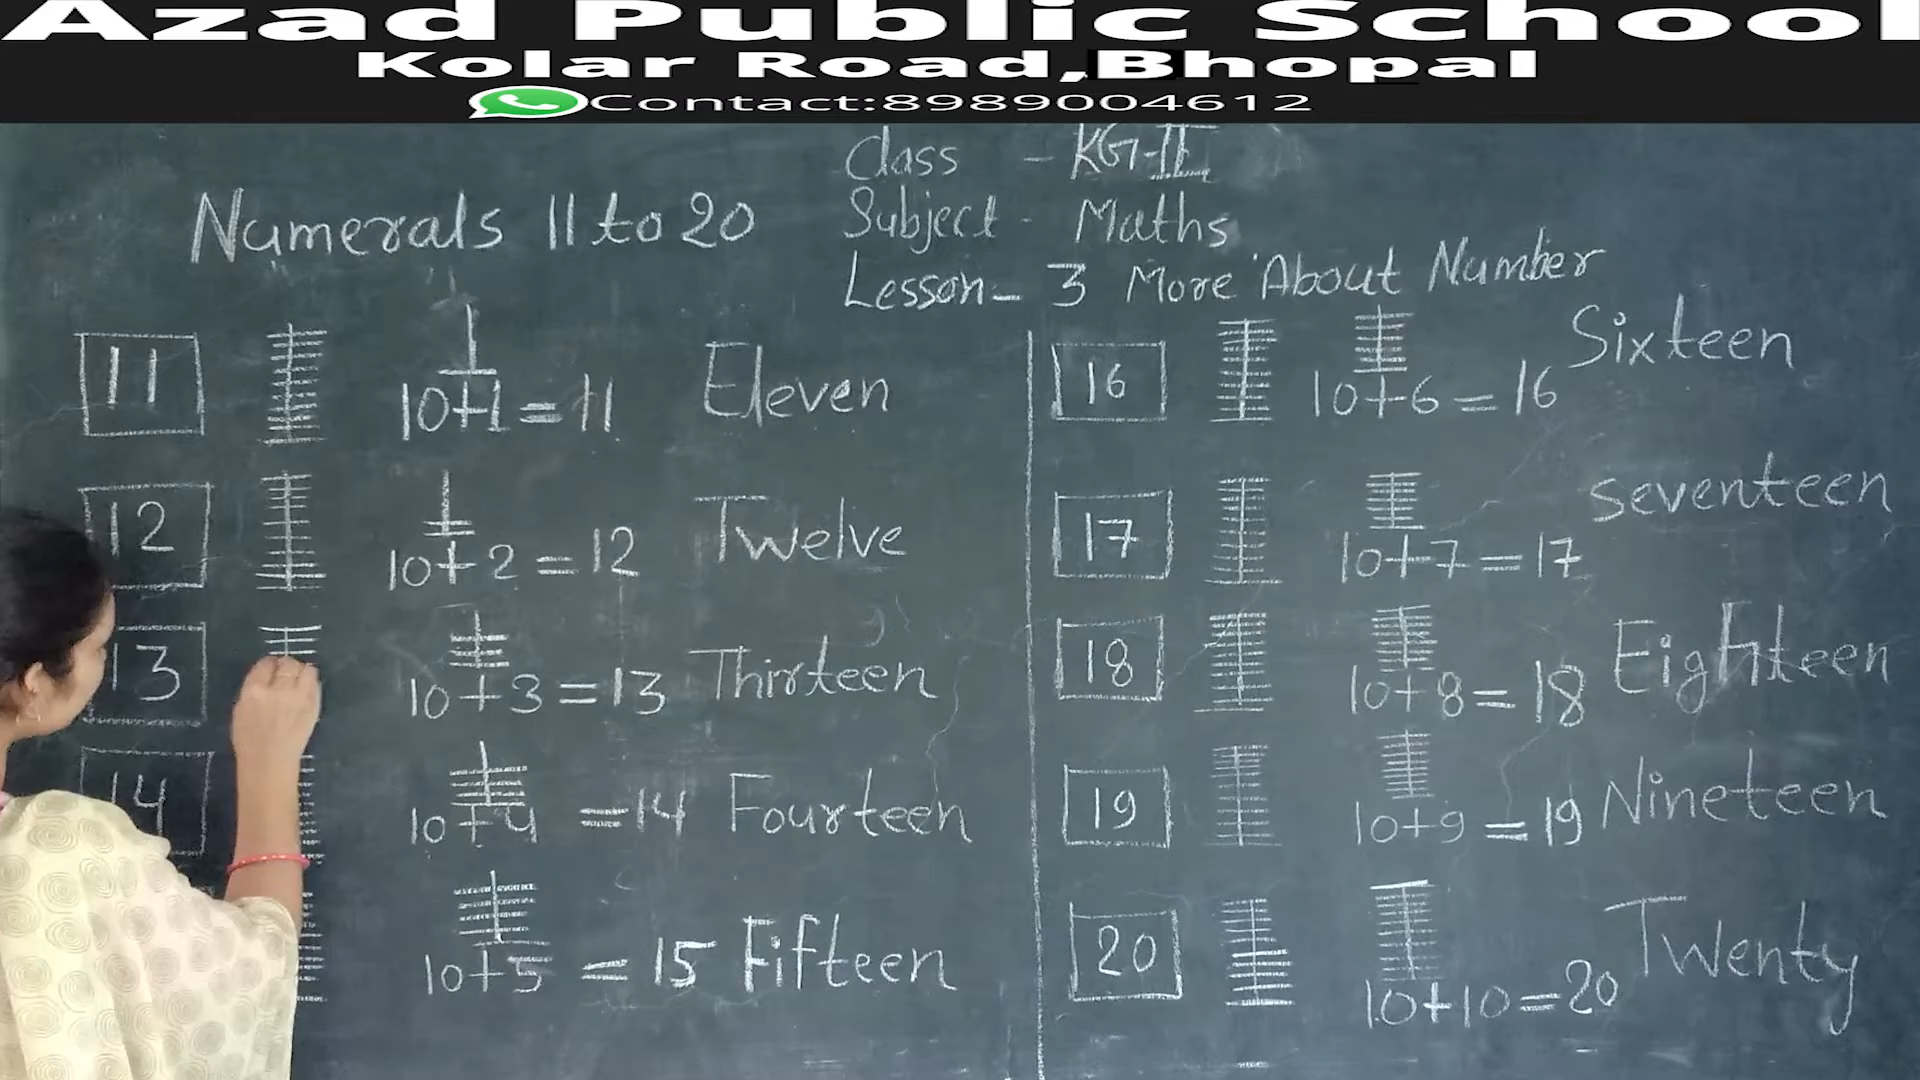 Azad Public School
Kolar Road,Bhopal
Contact:8989004612
Class - KG-II
Subject - Maths
Lesson - 3 More About Number
Numerals 11 to 20
11 10+1=11 Eleven
12 10+2=12 Twelve
13 10+3=13 Thirteen
14 10+4=14 Fourteen
10+5=15 Fifteen
16 10+6=16 Sixteen
17 10+7=17 Seventeen
18 10+8=18 Eighteen
19 10+9=19 Nineteen
20 10+10=20 Twenty